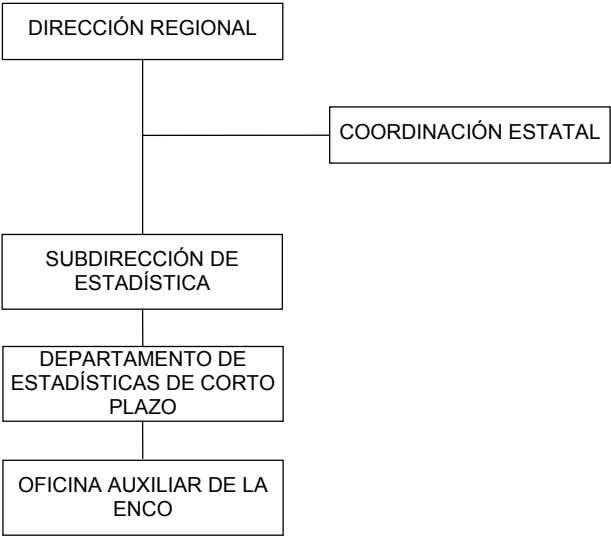 DIRECCIÓN REGIONAL
COORDINACIÓN ESTATAL
SUBDIRECCIÓN DE
ESTADÍSTICA
DEPARTAMENTO DE
ESTADÍSTICAS DE CORTO
PLAZO
OFICINA AUXILIAR DE LA
ENCO